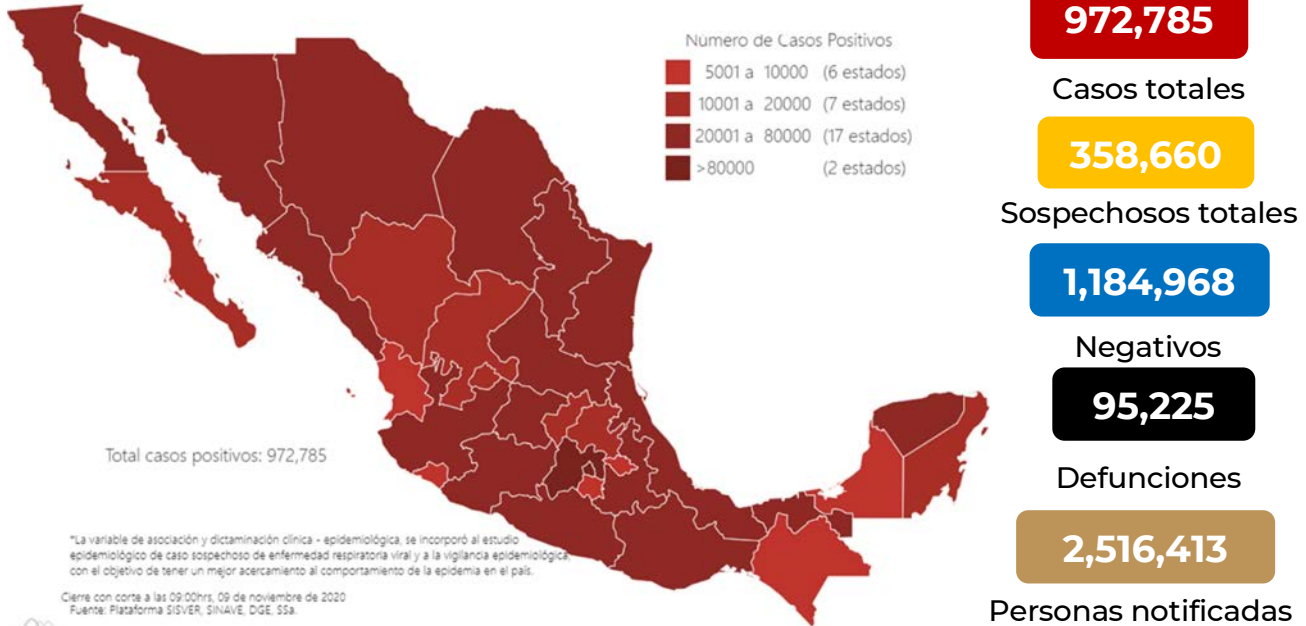 Número de Casos Positivos
5001 a 10000 (6 estados)
10001 a 20000 (7 estados)
20001 a 80000 (17 estados)
>80000 (2 estados)
Total casos positivos: 972,785
*La variable de asociación y dictaminación clínica - epidemiológica, se incorporó al estudio
epidemiológico de caso sospechoso de enfermedad respiratoria viral y a la vigilancia epidemiológica,
con el objetivo de tener un mejor acercamiento al comportamiento de la epidemia en el país.
Cierre con corte a las 09:00hrs, 09 de noviembre de 2020
Fuente: Plataforma SISVER, SINAVE, DGE, SSa.
972,785
Casos totales
358,660
Sospechosos totales
1,184,968
Negativos
95,225
Defunciones
2,516,413
Personas notificadas